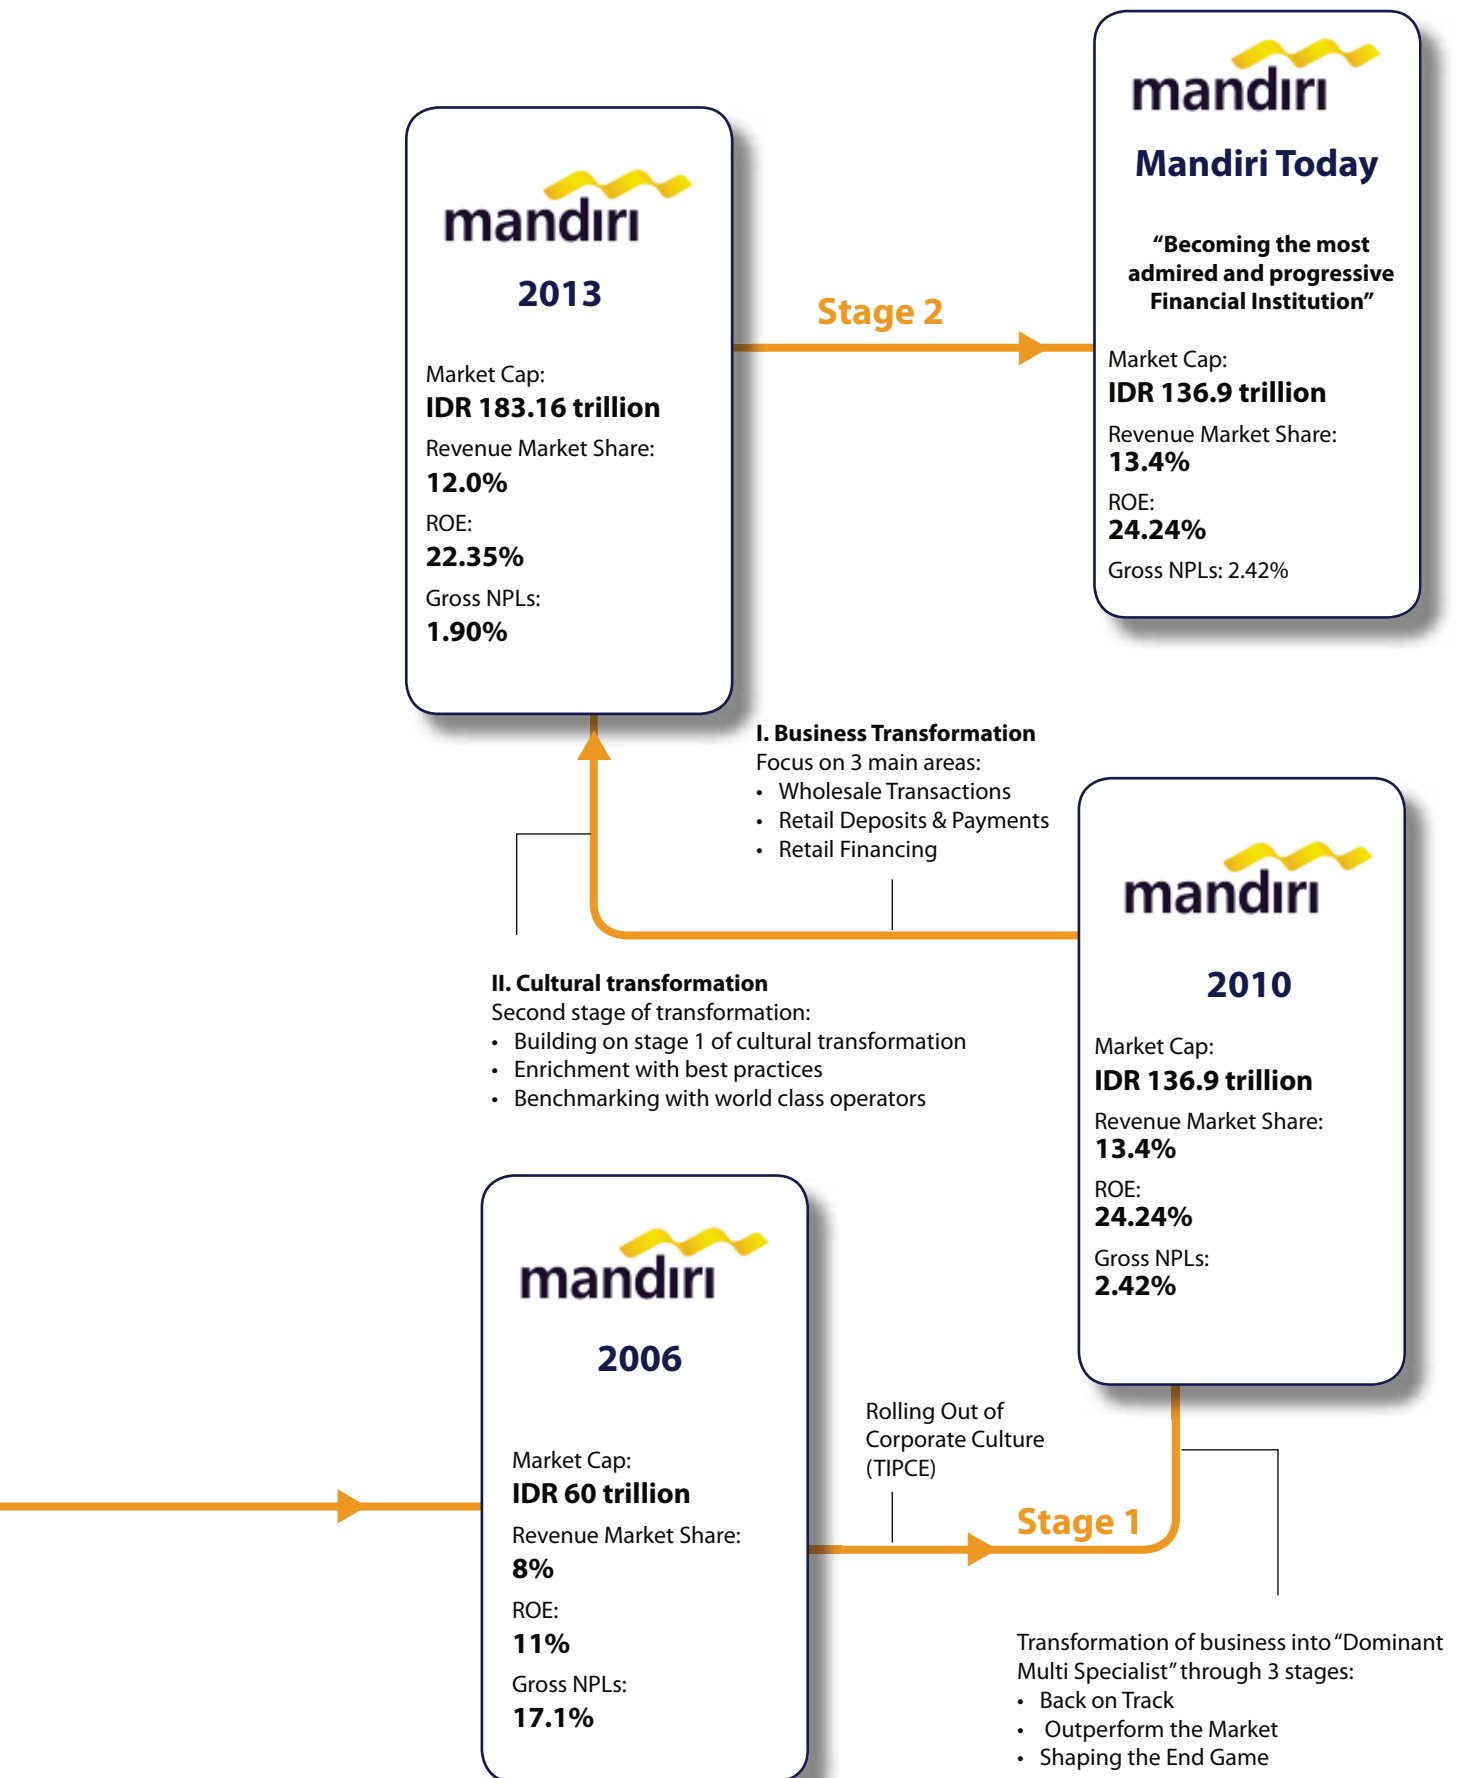 mandiri
Mandiri Today
“Becoming the most
admired and progressive
Financial Institution”
Market Cap:
IDR 136.9 trillion
Revenue Market Share:
13.4%
ROE:
24.24%
Gross NPLs: 2.42%
mandiri
2013
Market Cap:
IDR 183.16 trillion
Revenue Market Share:
12.0%
ROE:
22.35%
Gross NPLs:
1.90%
Stage 2
I. Business Transformation
Focus on 3 main areas:
• Wholesale Transactions
• Retail Deposits & Payments
• Retail Financing
mandiri
2010
Market Cap:
IDR 136.9 trillion
Revenue Market Share:
13.4%
ROE:
24.24%
Gross NPLs:
2.42%
II. Cultural transformation
Second stage of transformation:
• Building on stage 1 of cultural transformation
• Enrichment with best practices
• Benchmarking with world class operators
mandiri
2006
Market Cap:
IDR 60 trillion
Revenue Market Share:
8%
ROE:
11%
Gross NPLs:
17.1%
Rolling Out of
Corporate Culture
(TIPCE)
Stage 1
Transformation of business into “Dominant
Multi Specialist” through 3 stages:
• Back on Track
• Outperform the Market
• Shaping the End Game